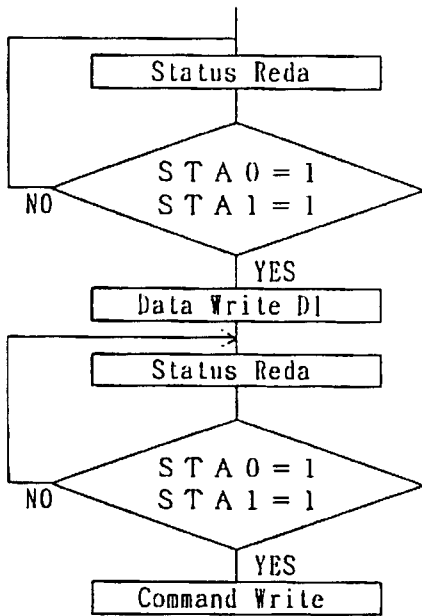 Status Reda
STA0=1
STA1=1
NO
YES
Data Write D1
Status Reda
STA0=1
STA1=1
NO
YES
Command Write